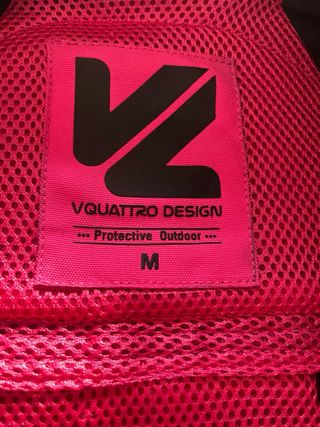 VQUATTRO DESIGN
--- Protective Outdoor ---
M